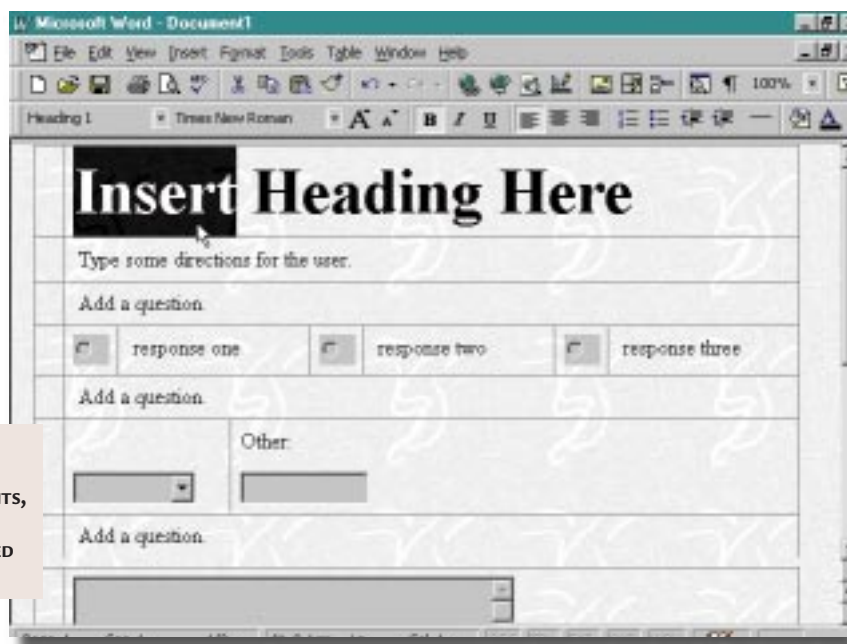 Microsoft Word - Document1
File Edit View Insert Format Tools Table Window Help
100%
Heading 1 Times New Roman A A B I U A
Insert Heading Here
Type some directions for the user.
Add a question
response one response two response three
Add a question
Other:
Add a question
TS,
ED